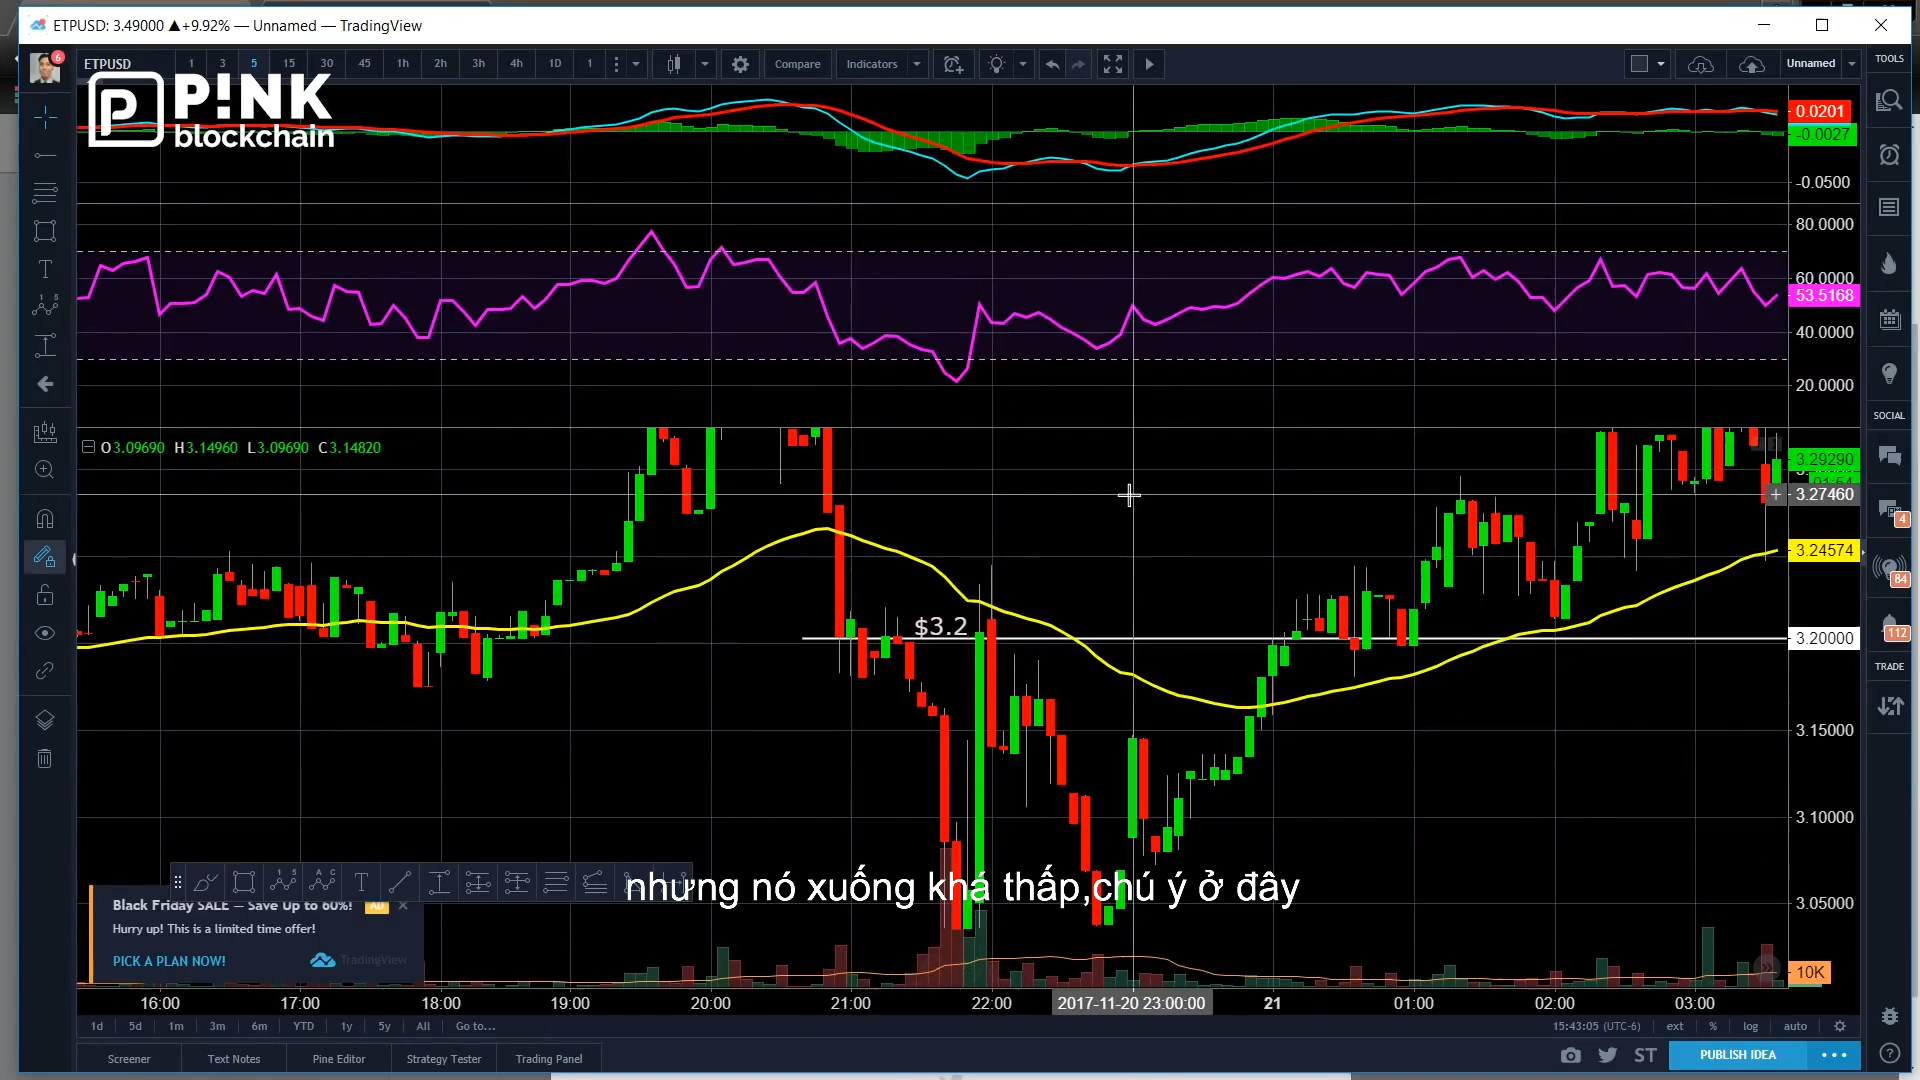 ETPUSD: 3.49000 ▲+9.92% — Unnamed — TradingView
6
ETPUSD 1 3 5 15 30 45 1h 2h 3h 4h 1D 1 Compare Indicators Unnamed
TOOLS
P!NK
blockchain
0.0201
-0.0027
-0.0500
80.0000
60.0000
53.5168
40.0000
20.0000
SOCIAL
O3.09690 H3.14960 L3.09690 C3.14820
3.29290
3.27460
4
3.24574
84
$3.2
3.20000
112
TRADE
3.15000
3.10000
3.05000
nhưng nó xuống khá thấp,chú ý ở đây
Black Friday SALE — Save Up to 60%! AD
Hurry up! This is a limited time offer!
PICK A PLAN NOW! TradingView
10K
16:00 17:00 18:00 19:00 20:00 21:00 22:00 2017-11-20 23:00:00 21 01:00 02:00 03:00
1d 5d 1m 3m 6m YTD 1y 5y All Go to... 15:43:05 (UTC-6) ext % log auto
Screener Text Notes Pine Editor Strategy Tester Trading Panel ST PUBLISH IDEA